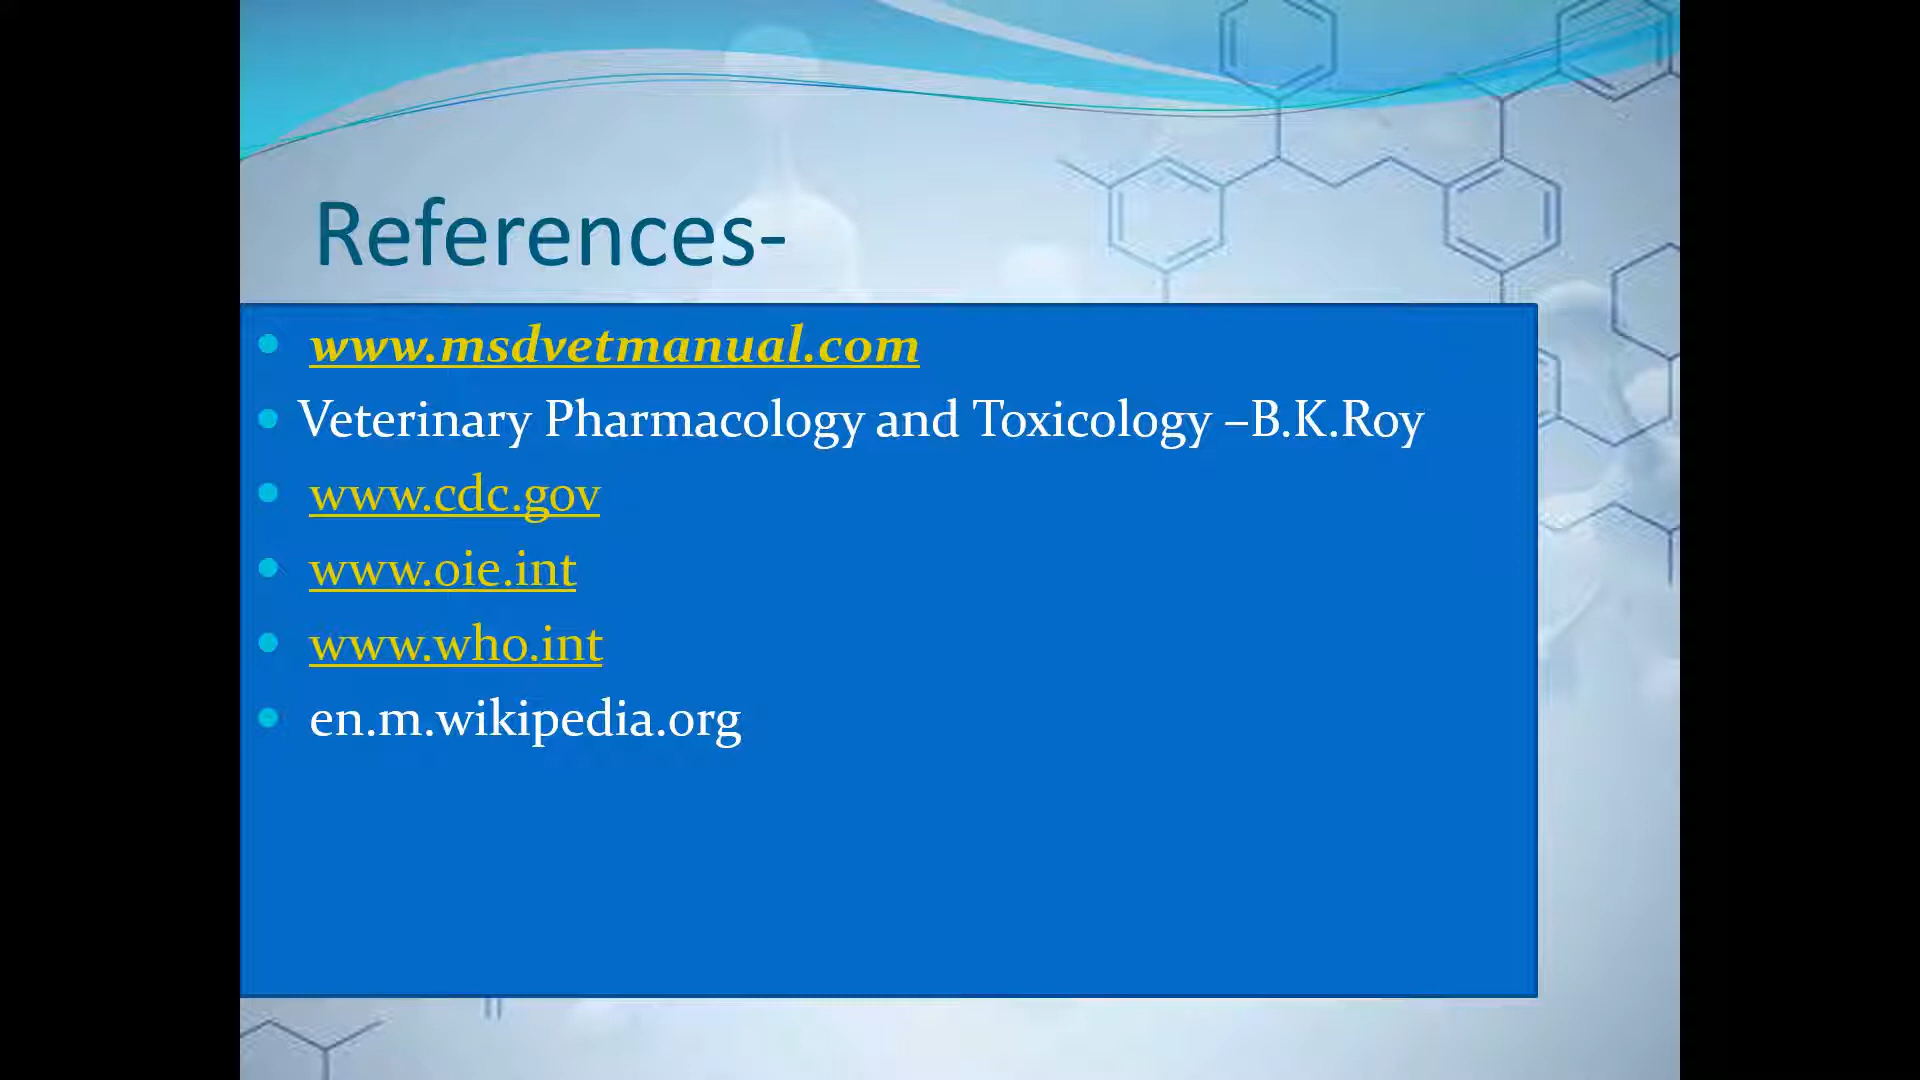 References-
www.msdvetmanual.com
Veterinary Pharmacology and Toxicology –B.K.Roy
www.cdc.gov
www.oie.int
www.who.int
en.m.wikipedia.org